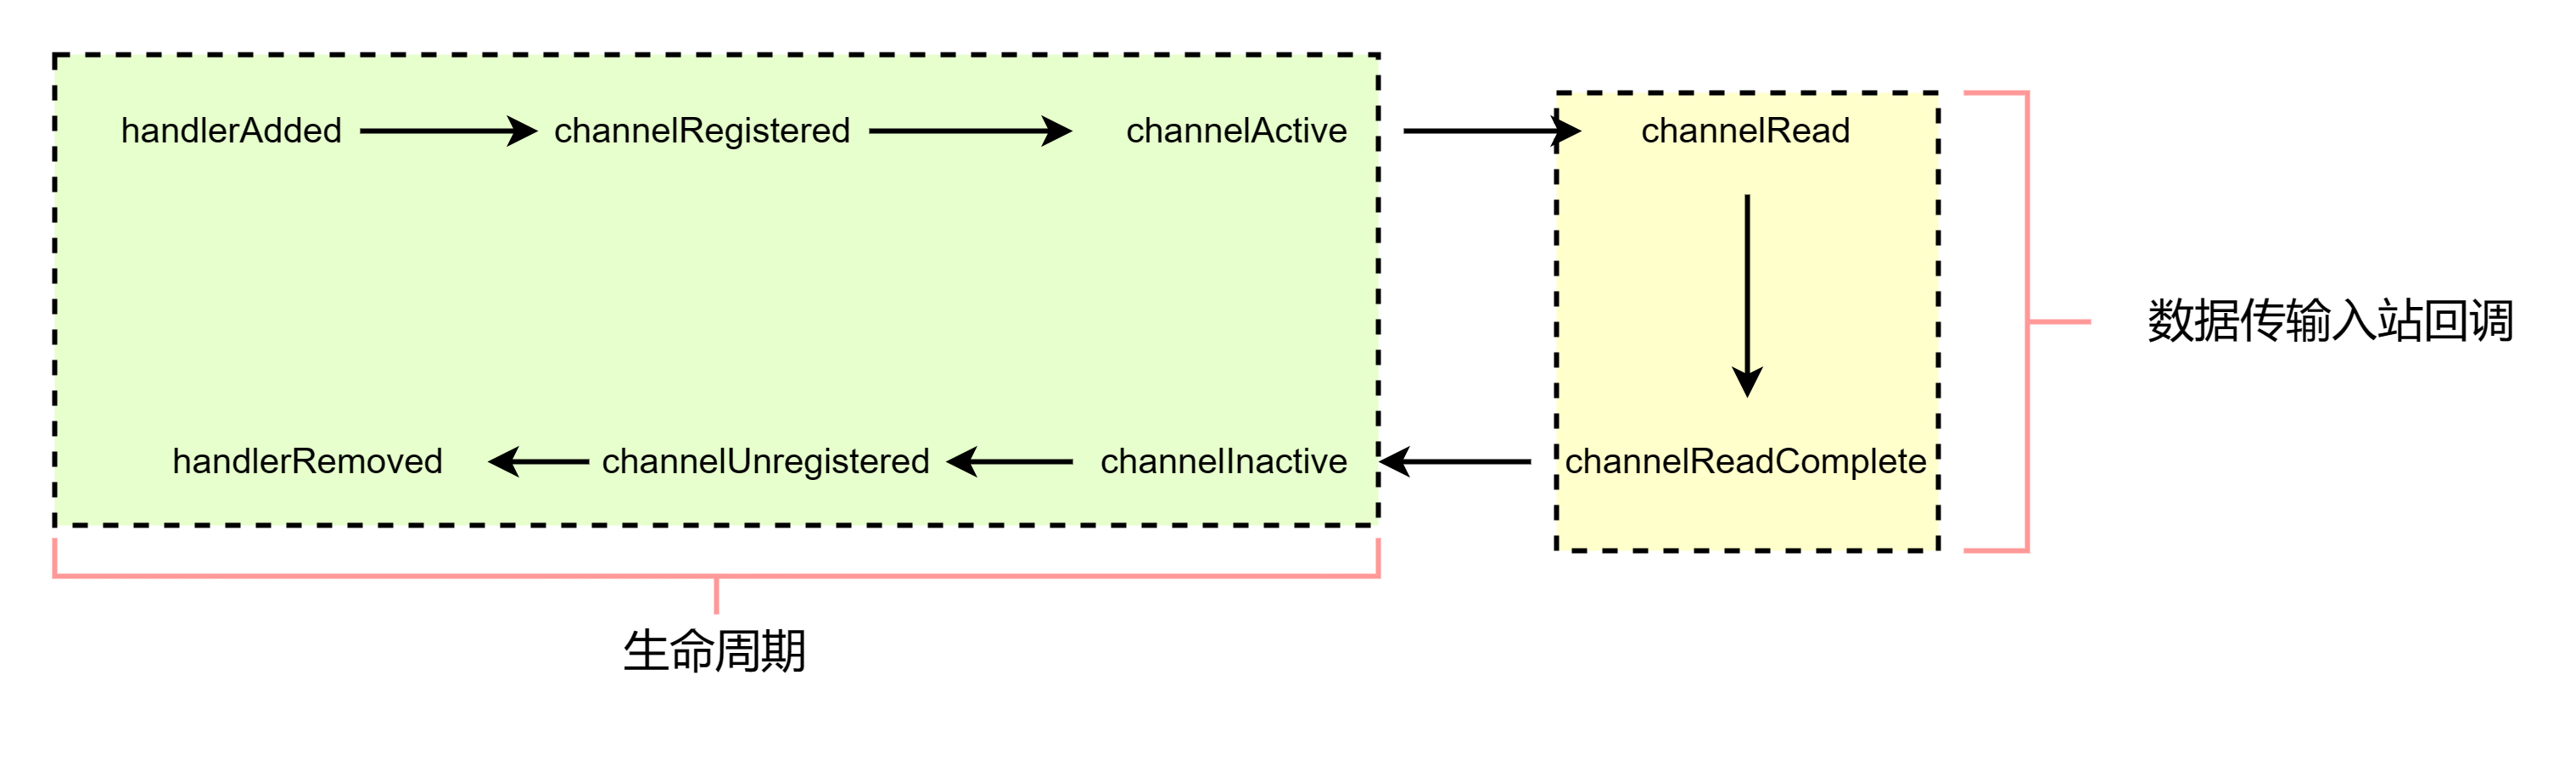 handlerAdded
channelRegistered
channelActive
channelRead
数据传输入站回调
handlerRemoved
channelUnregistered
channelInactive
channelReadComplete
生命周期